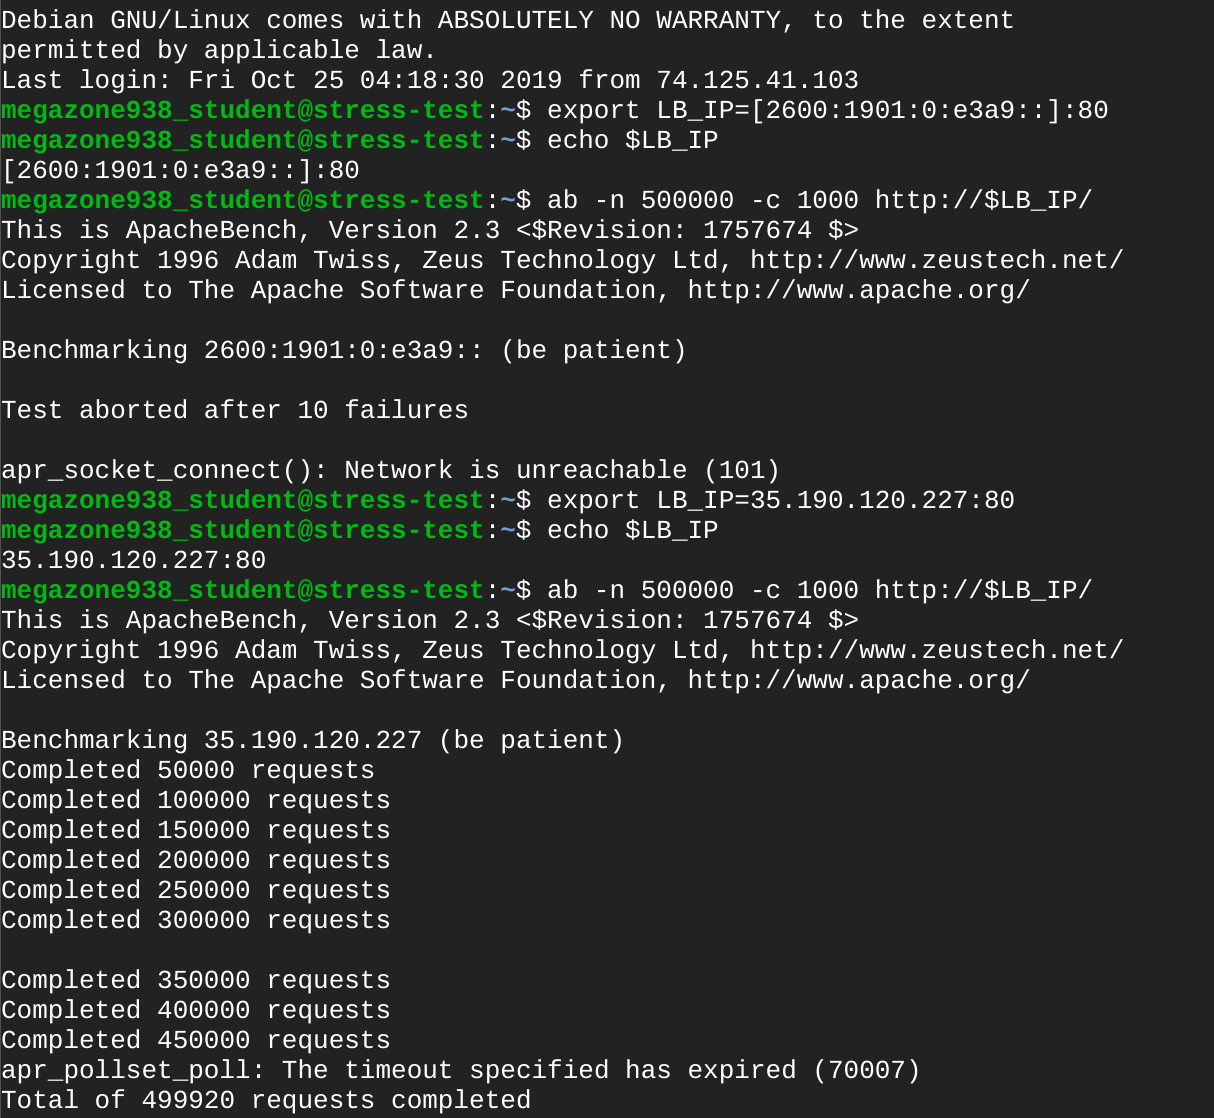 Debian GNU/Linux comes with ABSOLUTELY NO WARRANTY, to the extent
permitted by applicable law.
Last login: Fri Oct 25 04:18:30 2019 from 74.125.41.103
megazone938_student@stress-test:~$ export LB_IP=[2600:1901:0:e3a9::]:80
megazone938_student@stress-test:~$ echo $LB_IP
[2600:1901:0:e3a9::]:80
megazone938_student@stress-test:~$ ab -n 500000 -c 1000 http://$LB_IP/
This is ApacheBench, Version 2.3 <$Revision: 1757674 $>
Copyright 1996 Adam Twiss, Zeus Technology Ltd, http://www.zeustech.net/
Licensed to The Apache Software Foundation, http://www.apache.org/

Benchmarking 2600:1901:0:e3a9:: (be patient)

Test aborted after 10 failures

apr_socket_connect(): Network is unreachable (101)
megazone938_student@stress-test:~$ export LB_IP=35.190.120.227:80
megazone938_student@stress-test:~$ echo $LB_IP
35.190.120.227:80
megazone938_student@stress-test:~$ ab -n 500000 -c 1000 http://$LB_IP/
This is ApacheBench, Version 2.3 <$Revision: 1757674 $>
Copyright 1996 Adam Twiss, Zeus Technology Ltd, http://www.zeustech.net/
Licensed to The Apache Software Foundation, http://www.apache.org/

Benchmarking 35.190.120.227 (be patient)
Completed 50000 requests
Completed 100000 requests
Completed 150000 requests
Completed 200000 requests
Completed 250000 requests
Completed 300000 requests

Completed 350000 requests
Completed 400000 requests
Completed 450000 requests
apr_pollset_poll: The timeout specified has expired (70007)
Total of 499920 requests completed